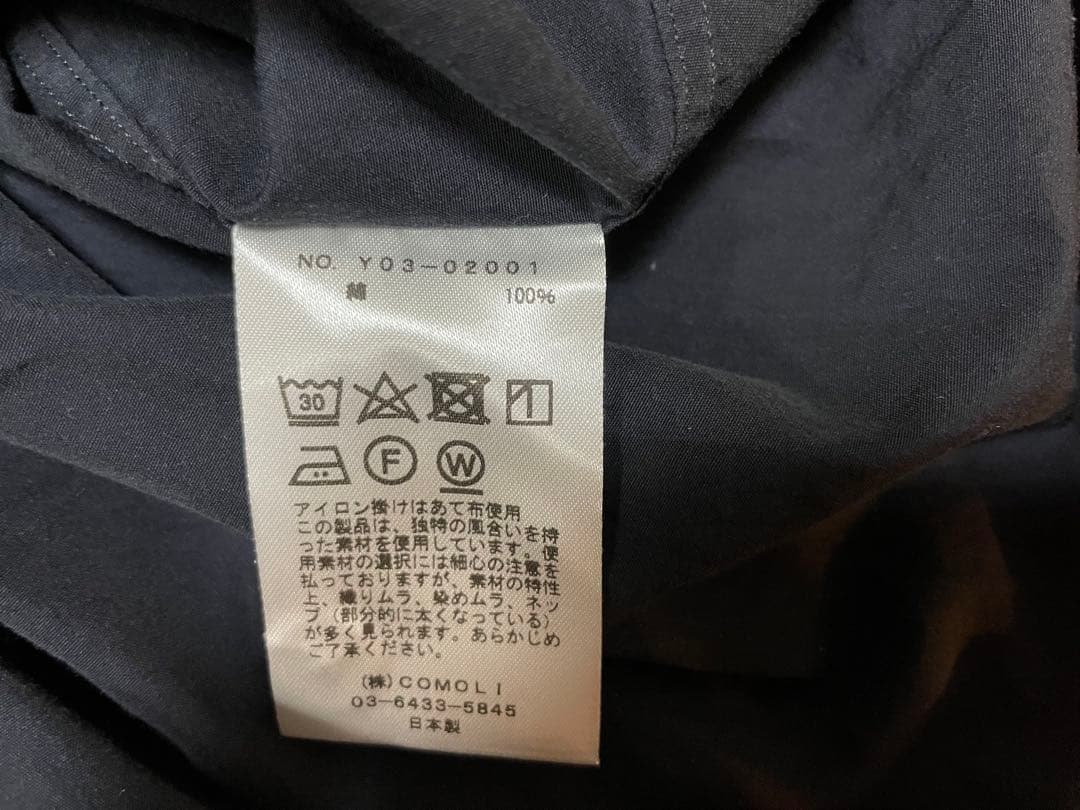 NO. Y03-02001
綿 100%
30
F W
アイロン掛けはあて布使用
この製品は、独特の風合いを持
った素材を使用しています。使
用素材の選択には細心の注意を
払っておりますが、素材の特性
上、織りムラ、染めムラ、ネッ
プ(部分的に太くなっている)
が多く見られます。あらかじめ
ご了承ください。
(株)COMOLI
03-6433-5845
日本製